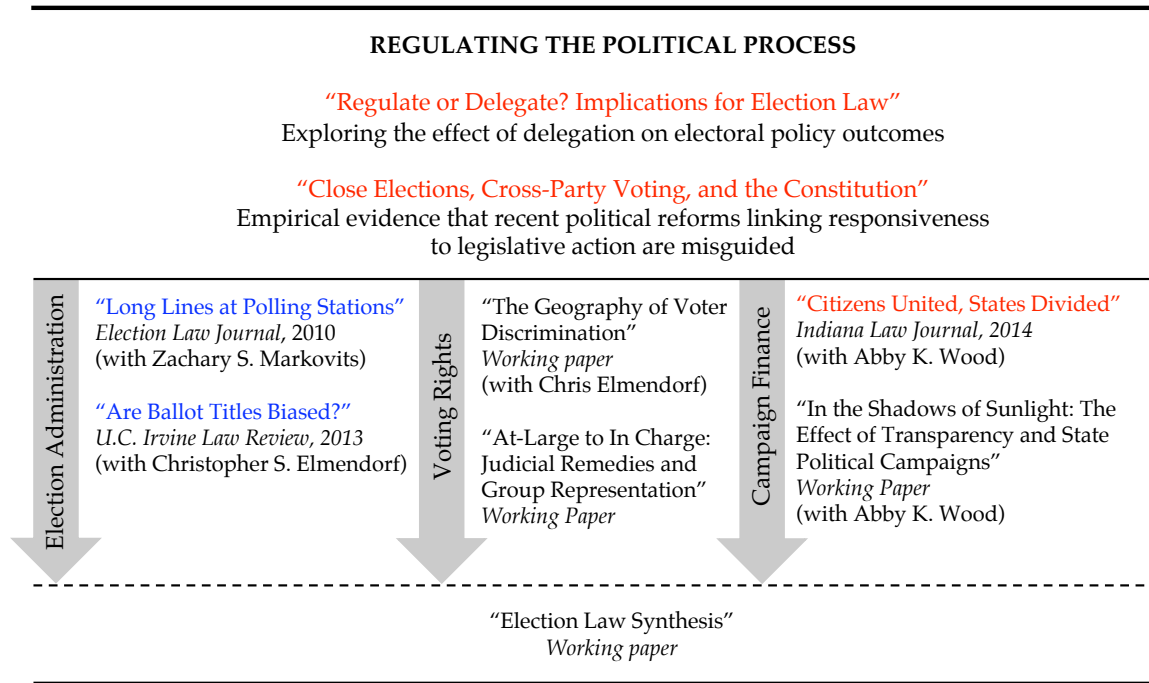 REGULATING THE POLITICAL PROCESS
“Regulate or Delegate? Implications for Election Law”
Exploring the effect of delegation on electoral policy outcomes
“Close Elections, Cross-Party Voting, and the Constitution”
Empirical evidence that recent political reforms linking responsiveness
to legislative action are misguided
Election Administration
“Long Lines at Polling Stations”
Election Law Journal, 2010
(with Zachary S. Markovits)
“Are Ballot Titles Biased?”
U.C. Irvine Law Review, 2013
(with Christopher S. Elmendorf)
Voting Rights
“The Geography of Voter
Discrimination”
Working paper
(with Chris Elmendorf)
“At-Large to In Charge:
Judicial Remedies and
Group Representation”
Working Paper
Campaign Finance
“Citizens United, States Divided”
Indiana Law Journal, 2014
(with Abby K. Wood)
“In the Shadows of Sunlight: The
Effect of Transparency and State
Political Campaigns”
Working Paper
(with Abby K. Wood)
“Election Law Synthesis”
Working paper